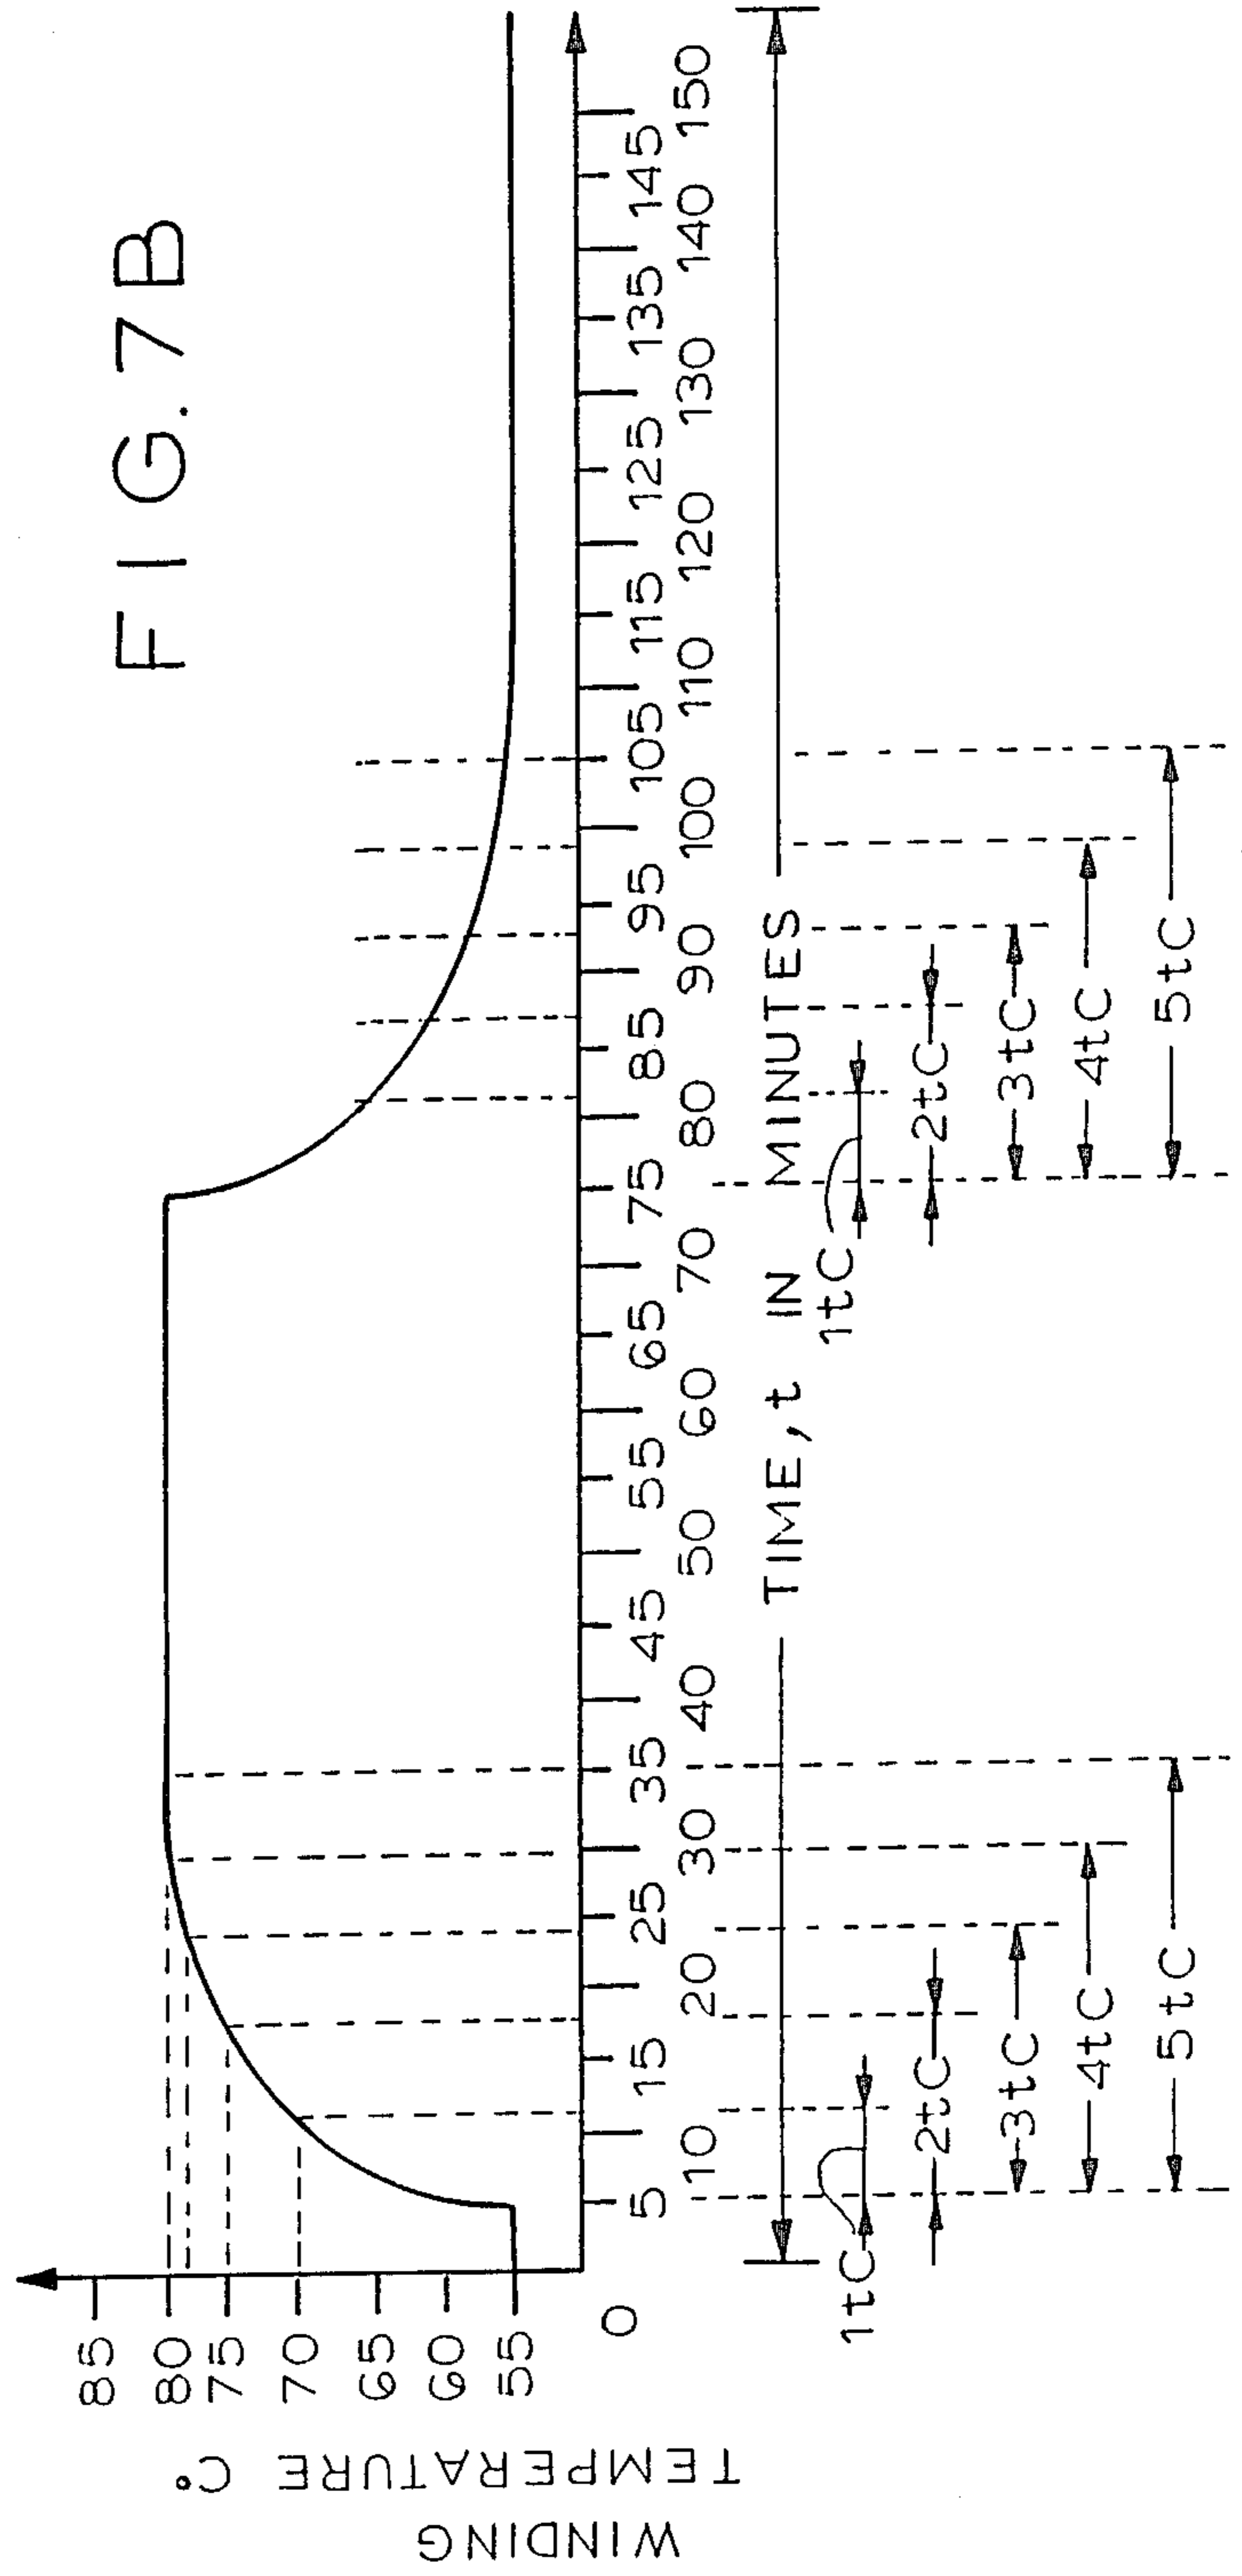 FIG.7B
WINDING
TEMPERATURE C°
85
80
75
70
65
60
55
0
5 15 25 35 45 55 65 75 85 95 105 115 125 135 145
10 20 30 40 50 60 70 80 90 100 110 120 130 140 150
TIME, t IN MINUTES
1tC 1tC
2tC 2tC
3tC 3tC
4tC 4tC
5tC 5tC